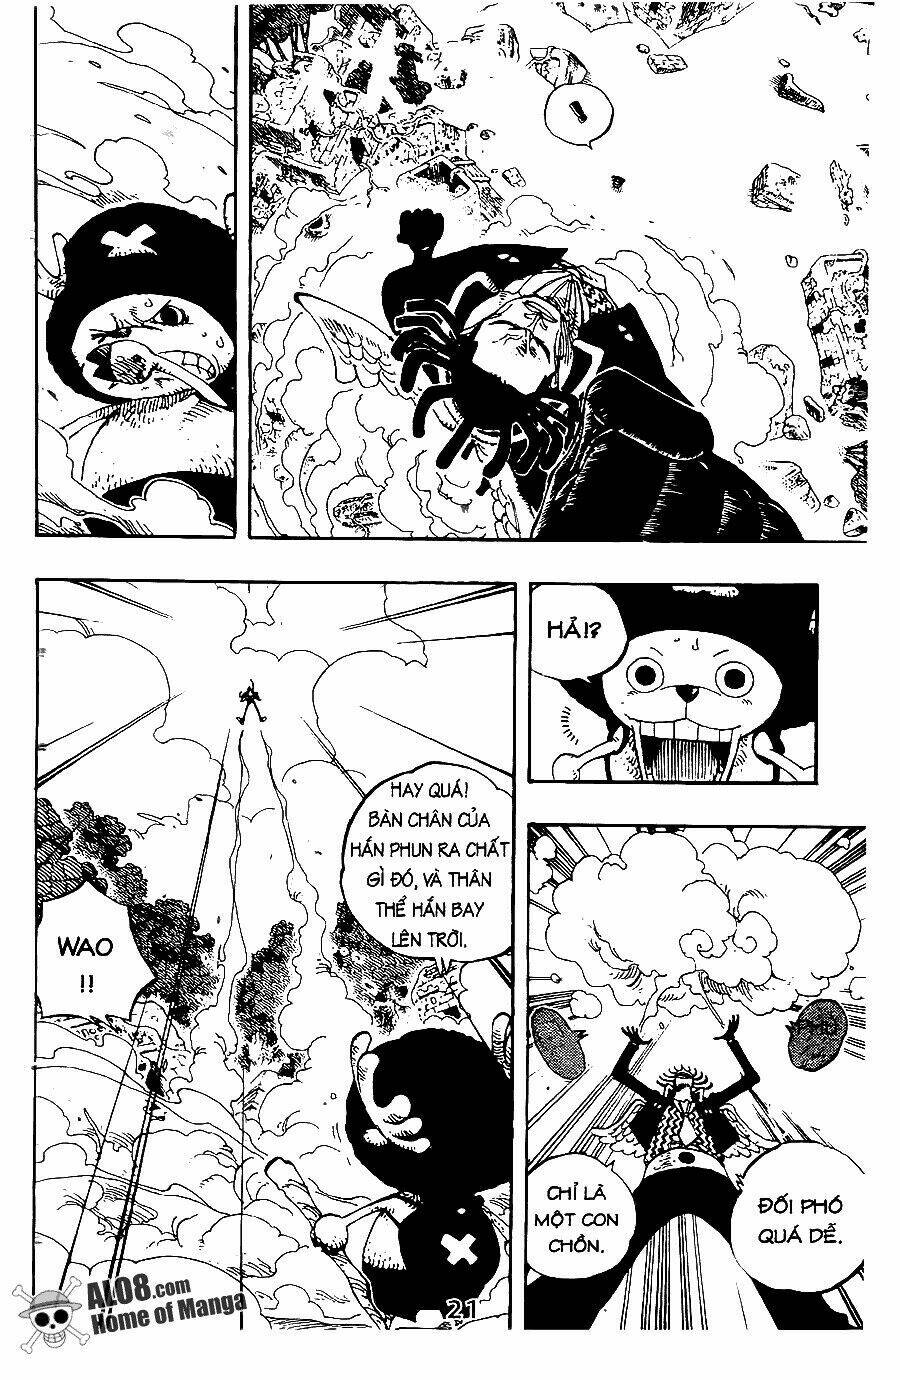 HẢ!?
HAY QUÁ!
BÀN CHÂN CỦA
HẮN PHUN RA CHẤT
GÌ ĐÓ, VÀ THÂN
THỂ HẮN BAY
LÊN TRỜI.
WAO
!!
PHÙ
ĐỐI PHÓ
QUÁ DỄ.
CHỈ LÀ
MỘT CON
CHỒN.
21
AL08.com
Home of Manga